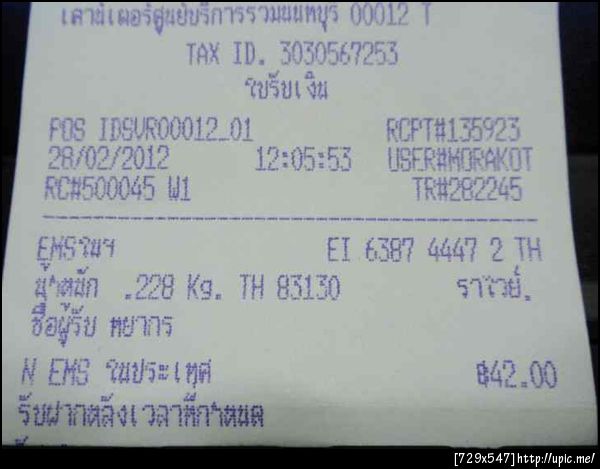 เคาน์เตอร์ศูนย์บริการรวมนนทบุรี 00012 T
TAX ID. 3030567253
ใบรับเงิน
POS IDSVR00012_01 RCPT#135923
28/02/2012 12:05:53 USER#MORAKOT
RC#500045 W1 TR#282245
EMSในฯ EI 6387 4447 2 TH
น้ำหนัก .228 Kg. TH 83130 ราไวย์.
ชื่อผู้รับ พยากร
N EMS ในประเทศ ฿42.00
รับฝากหลังเวลาที่กำหนด
[729x547]http://upic.me/